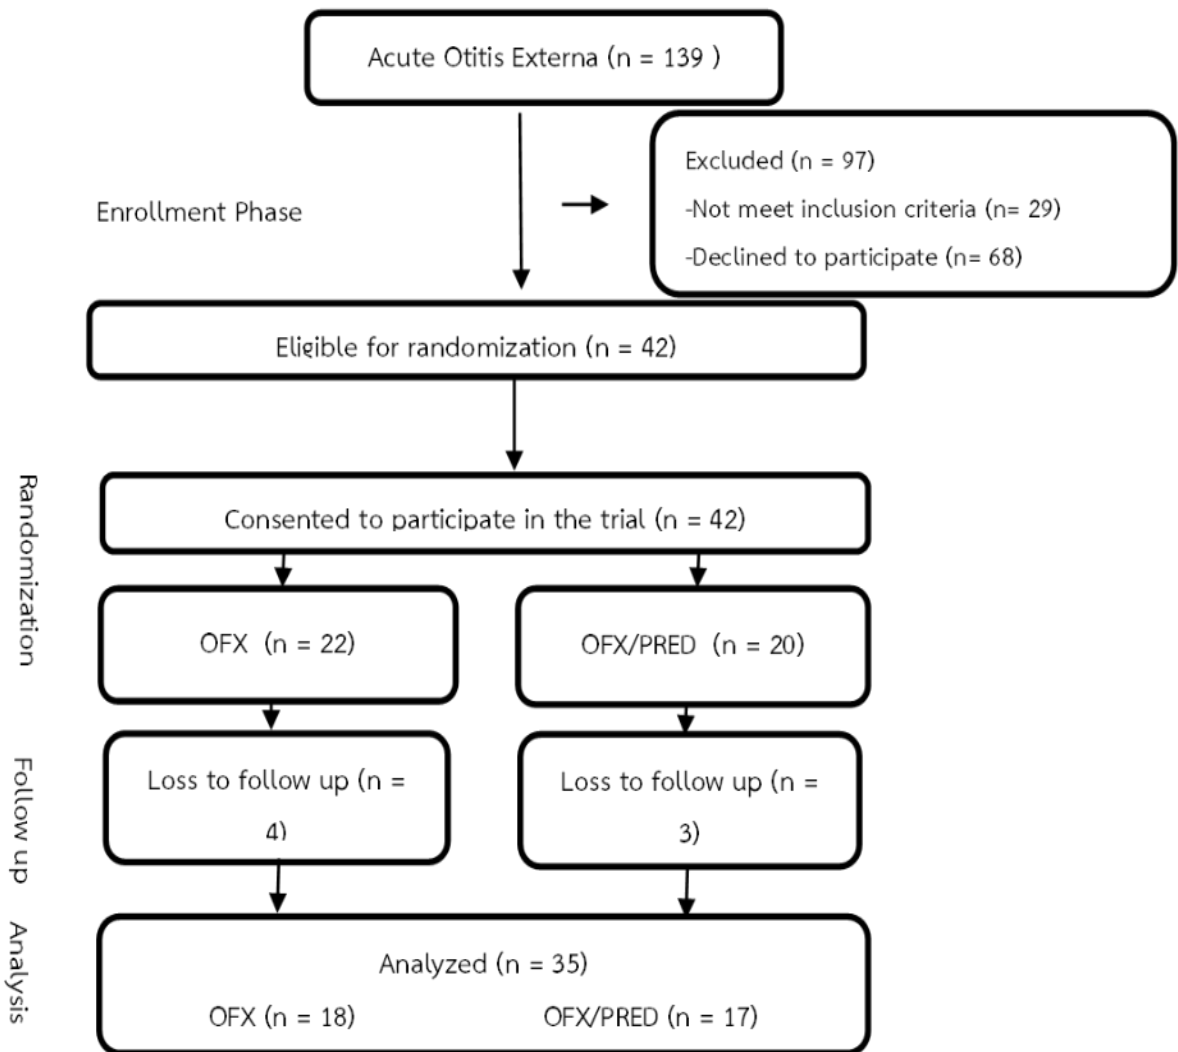 Acute Otitis Externa (n = 139 )
Excluded (n = 97)
-Not meet inclusion criteria (n= 29)
-Declined to participate (n= 68)
Enrollment Phase
Eligible for randomization (n = 42)
Randomization
Consented to participate in the trial (n = 42)
OFX (n = 22)
OFX/PRED (n = 20)
Follow up
Loss to follow up (n =
4)
Loss to follow up (n =
3)
Analysis
Analyzed (n = 35)
OFX (n = 18)
OFX/PRED (n = 17)